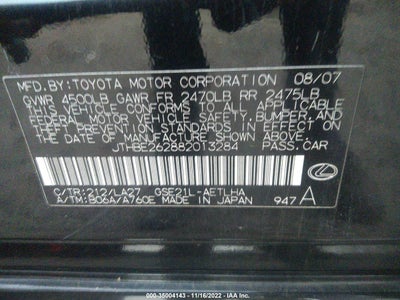 MFD.BY:TOYOTA MOTOR CORPORATION 08/07
GVWR 4500LB GAWR FR 2470LB RR 2475LB
THIS VEHICLE CONFORMS TO ALL APPLICABLE
FEDERAL MOTOR VEHICLE SAFETY, BUMPER, AND
THEFT PREVENTION STANDARDS IN EFFECT ON
THE DATE OF MANUFACTURE SHOWN ABOVE.
JTHBE262882013284 PASS.CAR
C/TR:212/LA27 GSE21L-AETLHA
A/TM:B06A/A760E MADE IN JAPAN 947 A
000-35004143 - 11/16/2022 - IAA Inc.